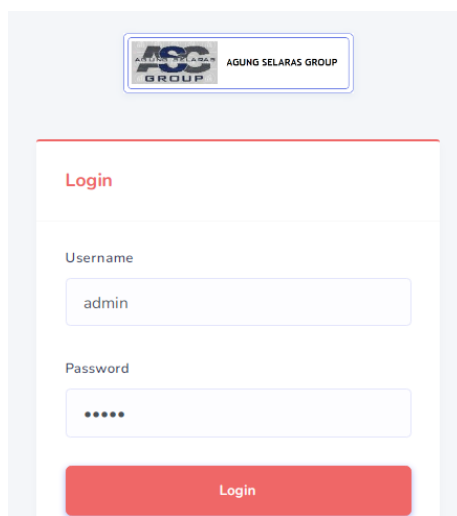 ASG
AGUNG SELARAS
GROUP
AGUNG SELARAS GROUP
Login
Username
admin
Password
•••••
Login